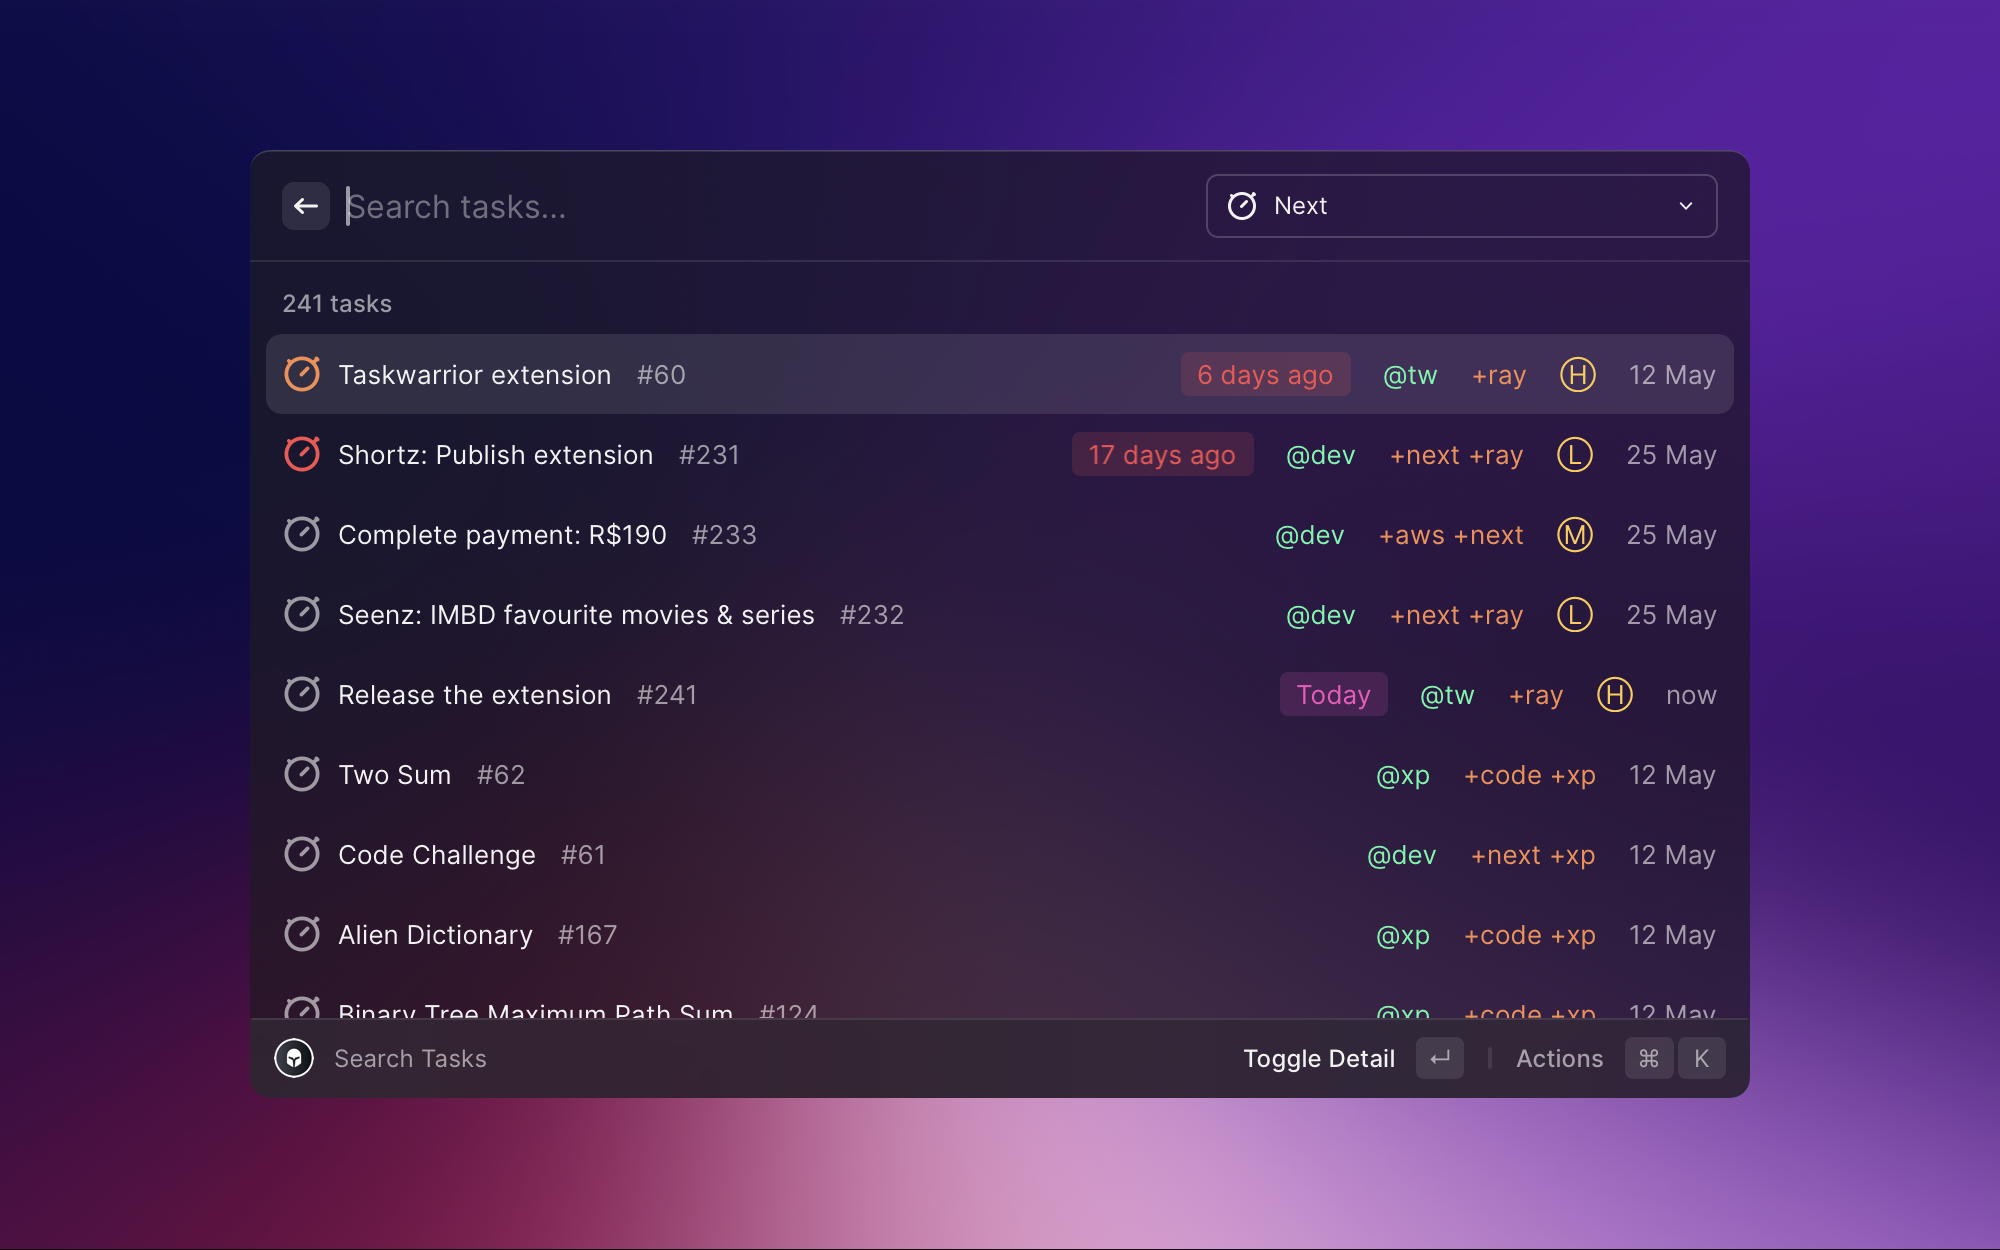 Search tasks...
Next
241 tasks
Taskwarrior extension #60 6 days ago @tw +ray H 12 May
Shortz: Publish extension #231 17 days ago @dev +next +ray L 25 May
Complete payment: R$190 #233 @dev +aws +next M 25 May
Seenz: IMBD favourite movies & series #232 @dev +next +ray L 25 May
Release the extension #241 Today @tw +ray H now
Two Sum #62 @xp +code +xp 12 May
Code Challenge #61 @dev +next +xp 12 May
Alien Dictionary #167 @xp +code +xp 12 May
Binary Tree Maximum Path Sum #124 @xp +code +xp 12 May
Search Tasks Toggle Detail ↵ Actions ⌘ K